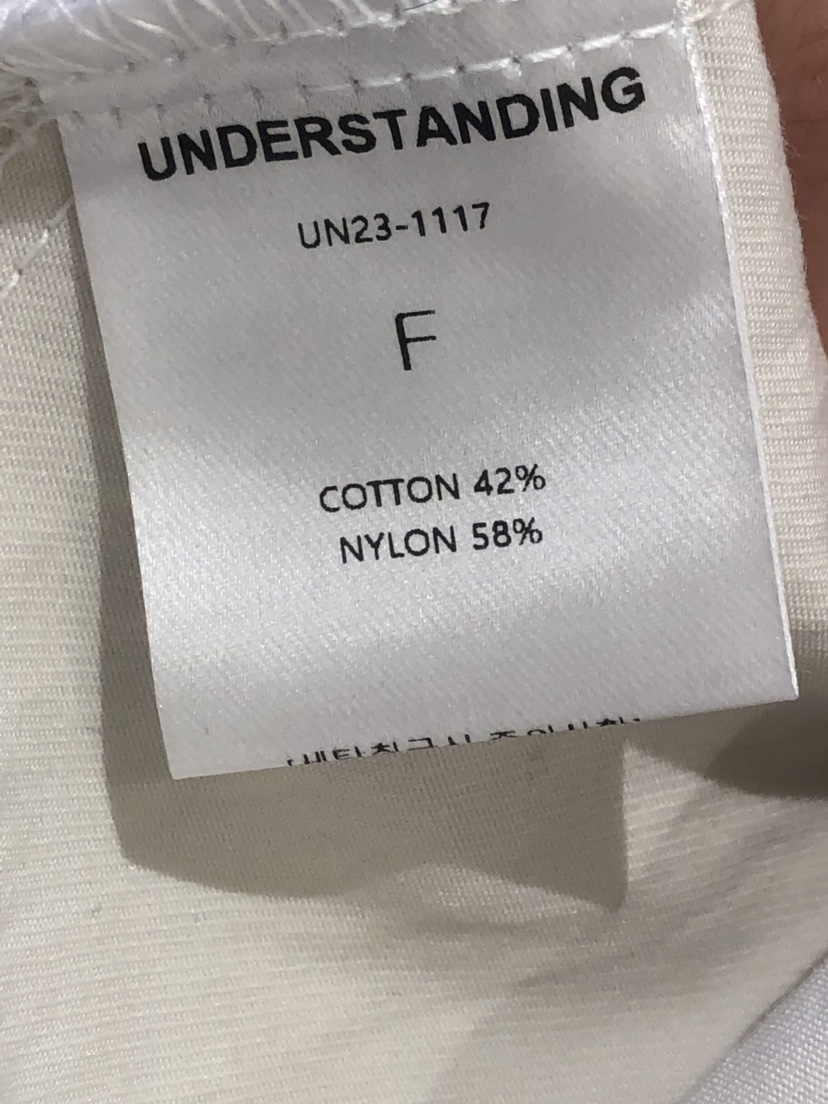 UNDERSTANDING
UN23-1117
F
COTTON 42%
NYLON 58%